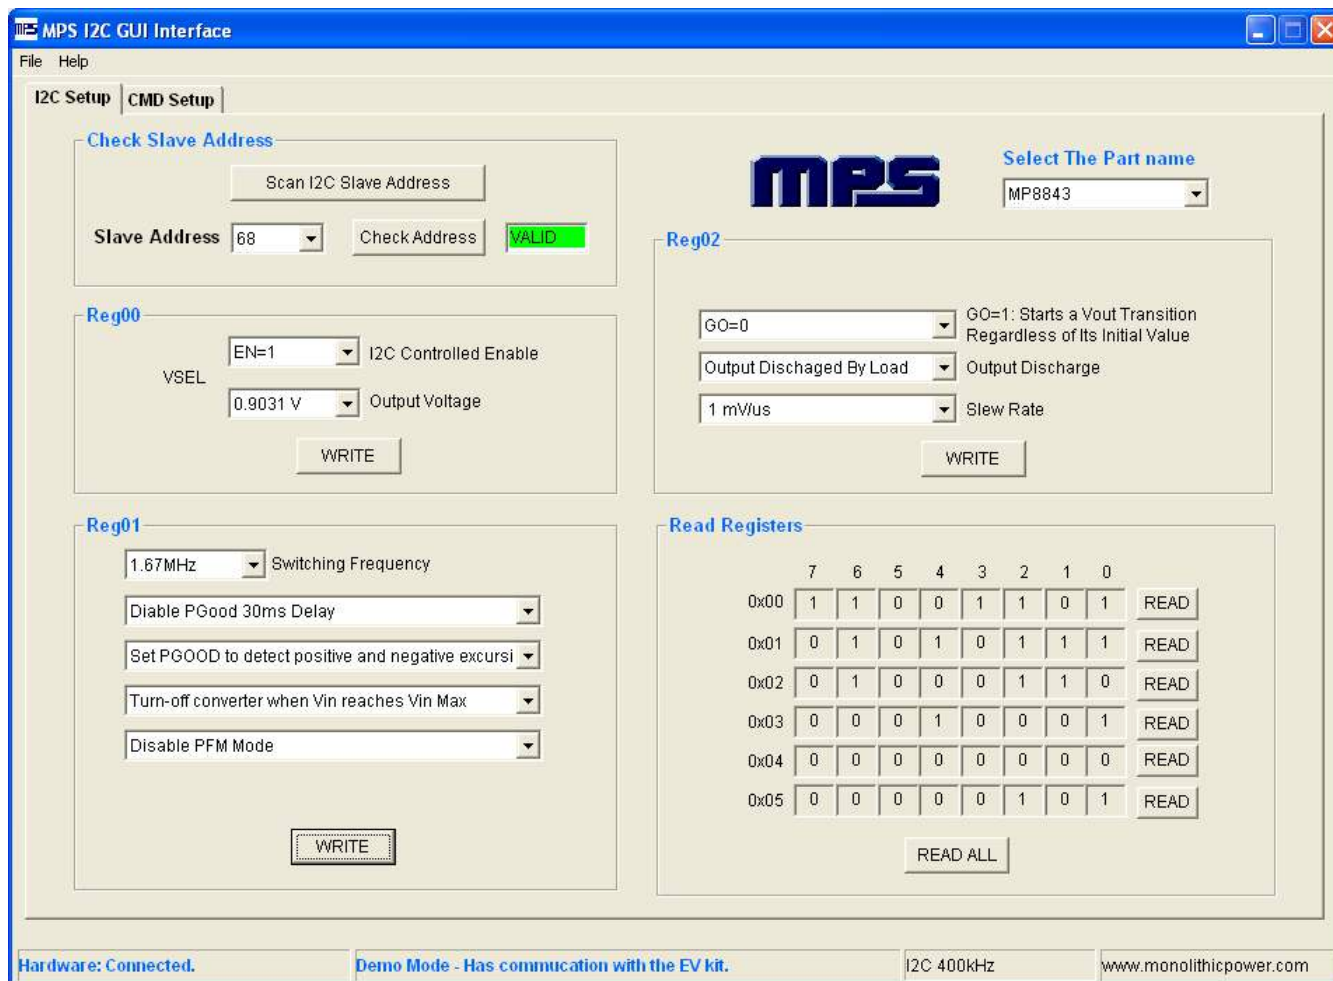 MPS I2C GUI Interface
File Help
I2C Setup CMD Setup
Check Slave Address
Scan I2C Slave Address
Slave Address 68 Check Address VALID
MPS
Select The Part name
MP8843
Reg00
VSEL
EN=1 I2C Controlled Enable
0.9031 V Output Voltage
WRITE
Reg02
GO=0 GO=1: Starts a Vout Transition
Regardless of Its Initial Value
Output Dischaged By Load Output Discharge
1 mV/us Slew Rate
WRITE
Reg01
1.67MHz Switching Frequency
Diable PGood 30ms Delay
Set PGOOD to detect positive and negative excursi
Turn-off converter when Vin reaches Vin Max
Disable PFM Mode
WRITE
Read Registers
7 6 5 4 3 2 1 0
0x00 1 1 0 0 1 1 0 1 READ
0x01 0 1 0 1 0 1 1 1 READ
0x02 0 1 0 0 0 1 1 0 READ
0x03 0 0 0 1 0 0 0 1 READ
0x04 0 0 0 0 0 0 0 0 READ
0x05 0 0 0 0 0 1 0 1 READ
READ ALL
Hardware: Connected. Demo Mode - Has commucation with the EV kit. I2C 400kHz www.monolithicpower.com